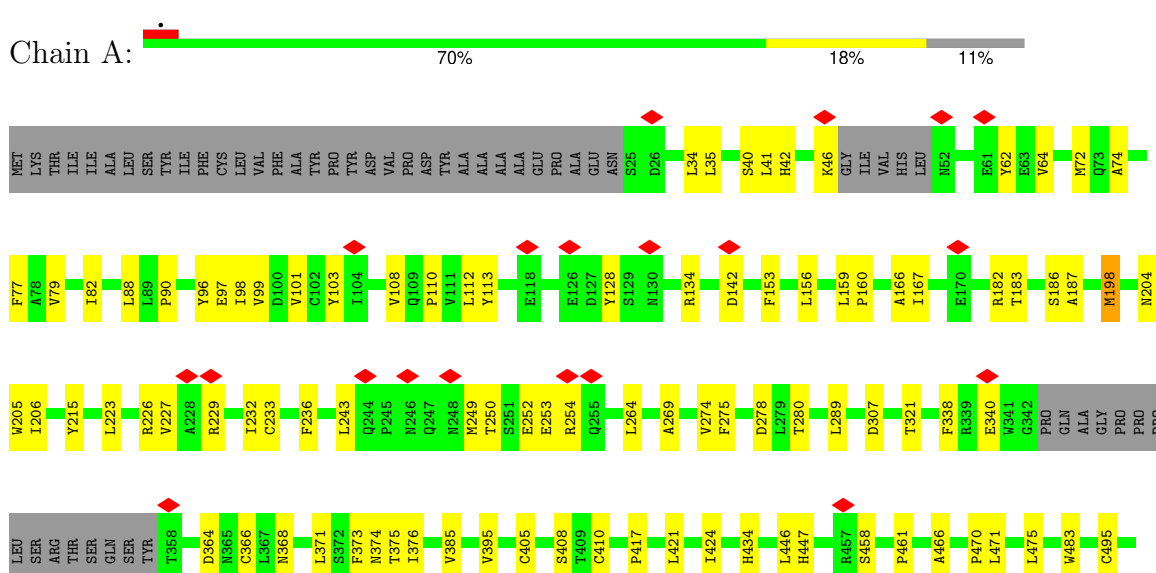 Chain A:
70% 18% 11%
MET LYS THR ILE ILE ALA LEU SER TYR ILE PHE CYS LEU VAL PHE ALA TYR PRO TYR ASP VAL PRO ASP TYR ALA ALA ALA ALA GLU PRO ALA GLU ASN S25 D26 L34 L35 S40 L41 H42 K46 GLY ILE VAL HIS LEU N52 E61 Y62 E63 V64 M72 Q73 A74
F77 A78 V79 I82 L88 L89 P90 Y96 E97 I98 V99 D100 V101 C102 Y103 I104 V108 Q109 P110 V111 L112 Y113 E118 E126 D127 Y128 S129 N130 R134 D142 F153 L156 L159 P160 A166 I167 E170 R182 T183 S186 A187 M198 N204
W205 I206 Y215 L223 R226 V227 A228 R229 I232 C233 F236 L243 Q244 P245 N246 Q247 N248 M249 T250 S251 E252 E253 R254 Q255 L264 A269 V274 F275 D278 L279 T280 L289 D307 T321 F338 R339 E340 W341 G342 PRO GLN ALA GLY PRO PRO PRO
LEU SER ARG THR SER GLN SER TYR T358 D364 N365 C366 L367 N368 L371 S372 F373 N374 T375 I376 V385 V395 C405 S408 T409 C410 P417 L421 I424 H434 L446 H447 R457 S458 P461 A466 P470 L471 L475 W483 C495